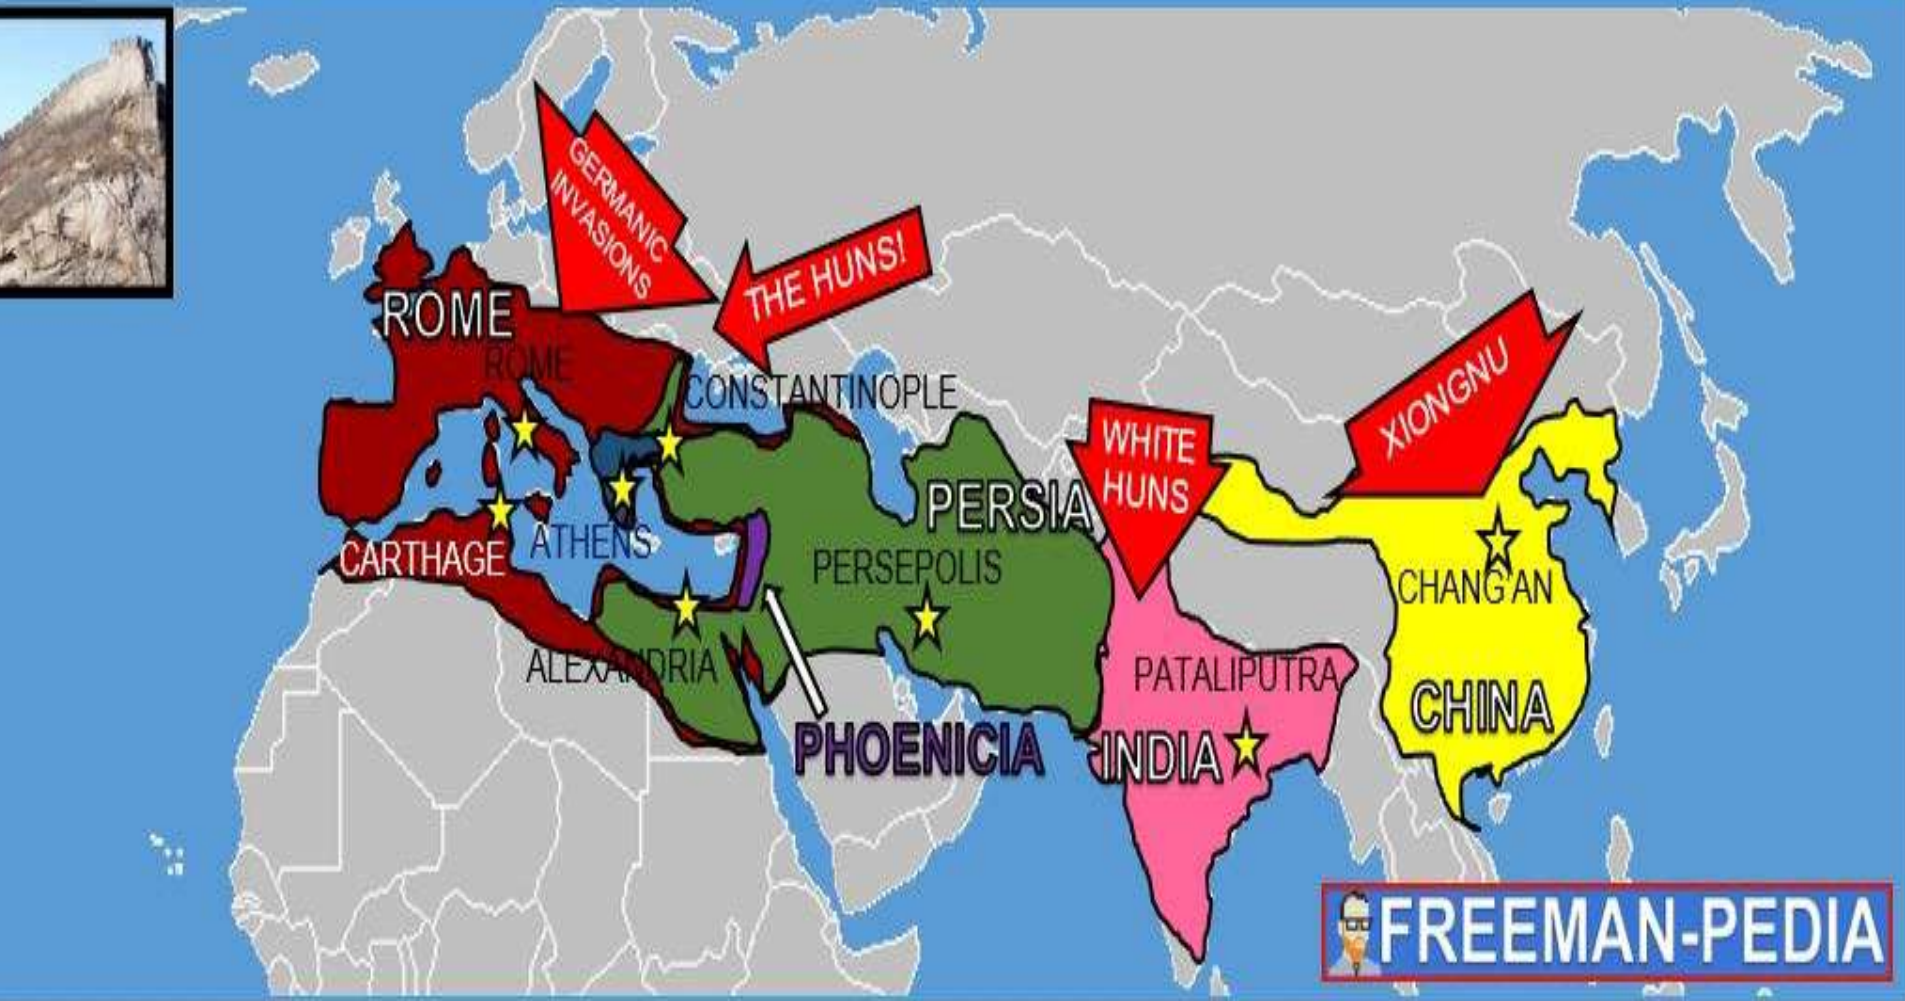 GERMANIC
INVASIONS
THE HUNS!
ROME
ROME
CONSTANTINOPLE
XIONGNU
WHITE
HUNS
PERSIA
CARTHAGE
ATHENS
PERSEPOLIS
CHANG'AN
ALEXANDRIA
PATALIPUTRA
CHINA
PHOENICIA
INDIA
FREEMAN-PEDIA